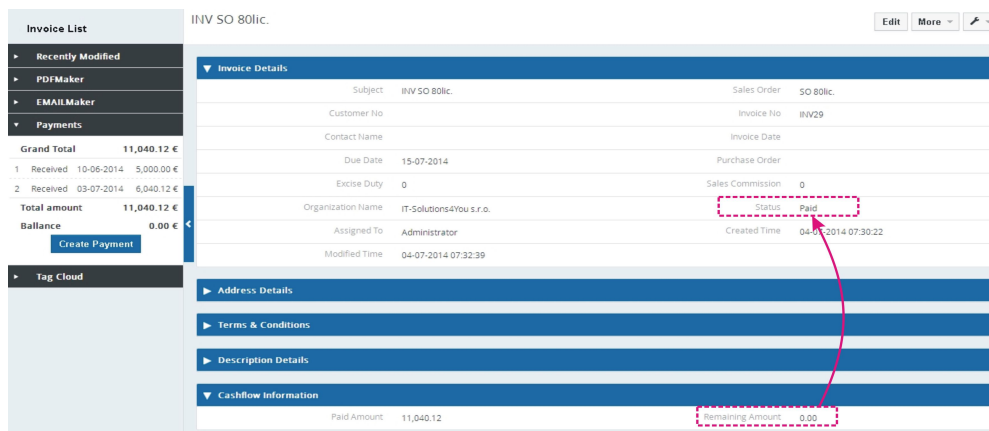 INV SO 80lic.
Edit More
Invoice List
Recently Modified
PDFMaker
EMAILMaker
Payments
Grand Total 11,040.12 €
1 Received 10-06-2014 5,000.00 €
2 Received 03-07-2014 6,040.12 €
Total amount 11,040.12 €
Ballance 0.00 €
Create Payment
Tag Cloud
Invoice Details
Subject INV SO 80lic. Sales Order SO 80lic.
Customer No Invoice No INV29
Contact Name Invoice Date
Due Date 15-07-2014 Purchase Order
Excise Duty 0 Sales Commission 0
Organization Name IT-Solutions4You s.r.o. Status Paid
Assigned To Administrator Created Time 04-07-2014 07:30:22
Modified Time 04-07-2014 07:32:39
Address Details
Terms & Conditions
Description Details
Cashflow Information
Paid Amount 11,040.12 Remaining Amount 0.00